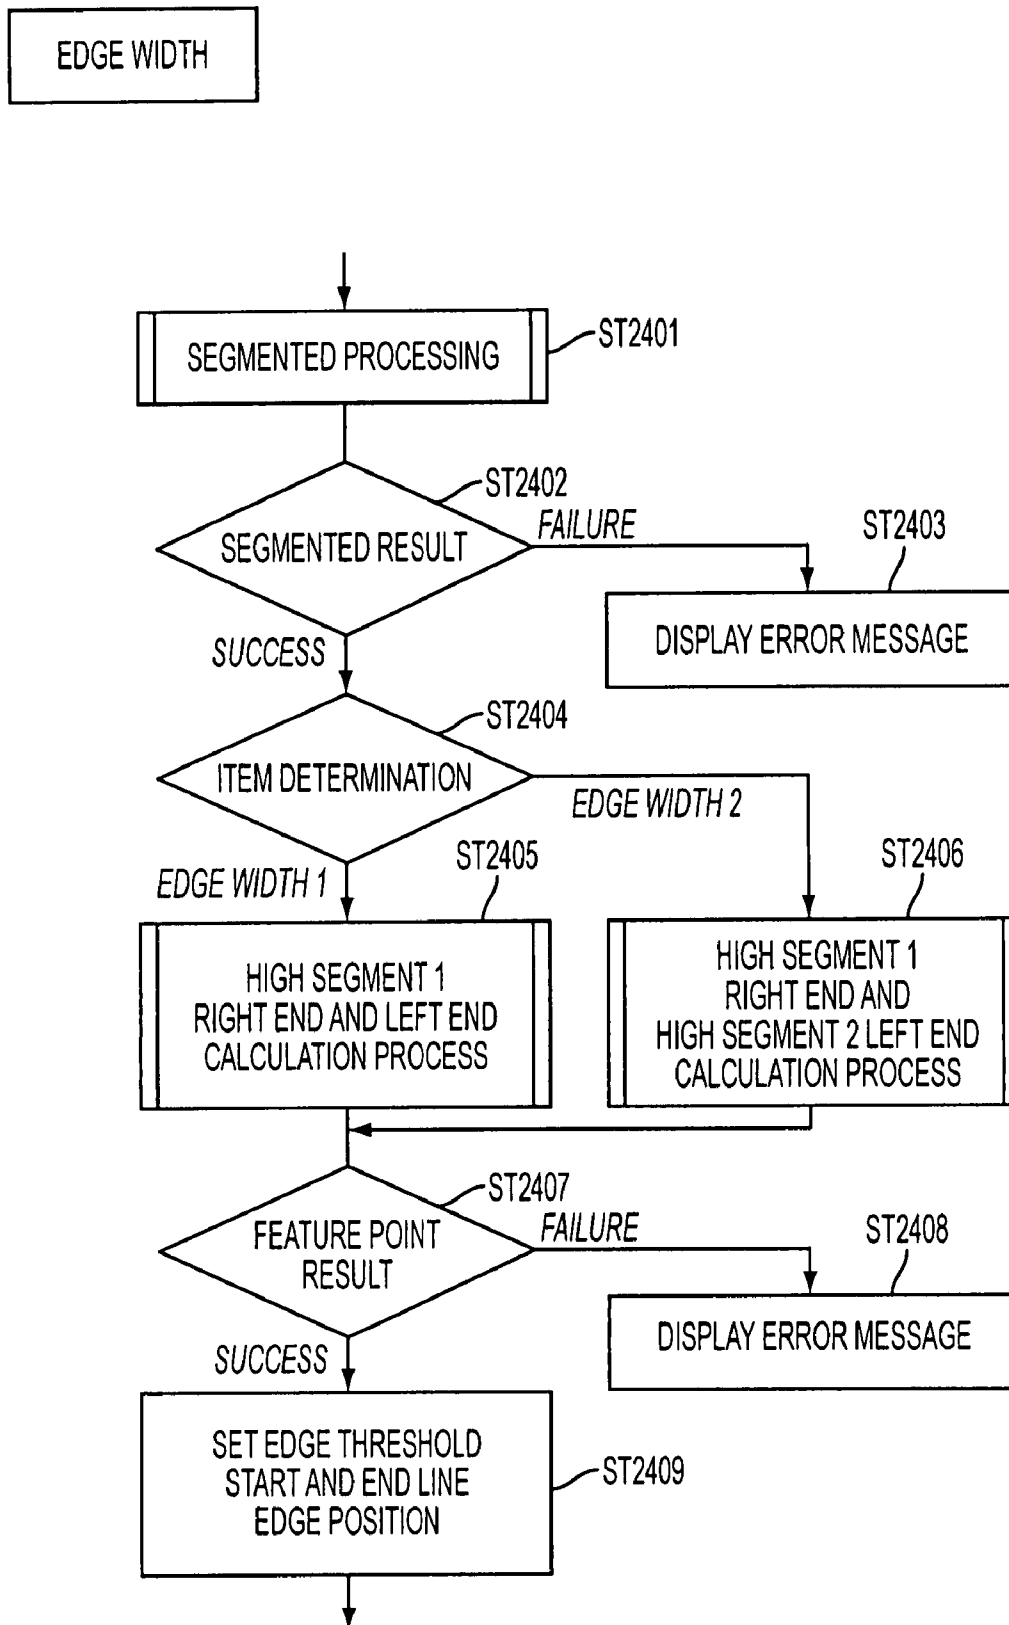 EDGE WIDTH
SEGMENTED PROCESSING
ST2401
SEGMENTED RESULT
ST2402
FAILURE
ST2403
DISPLAY ERROR MESSAGE
SUCCESS
ST2404
ITEM DETERMINATION
EDGE WIDTH 2
EDGE WIDTH 1
ST2405
ST2406
HIGH SEGMENT 1
RIGHT END AND LEFT END
CALCULATION PROCESS
HIGH SEGMENT 1
RIGHT END AND
HIGH SEGMENT 2 LEFT END
CALCULATION PROCESS
ST2407
FEATURE POINT
RESULT
FAILURE
ST2408
DISPLAY ERROR MESSAGE
SUCCESS
SET EDGE THRESHOLD
START AND END LINE
EDGE POSITION
ST2409